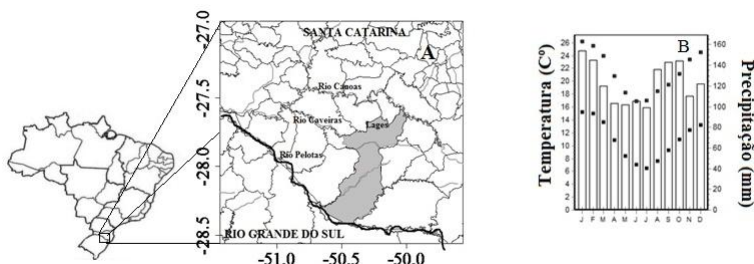 SANTA CATARINA
A
Rio Canoas
Rio Caveiras
Lages
Rio Pelotas
RIO GRANDE DO SUL
-27.0
-27.5
-28.0
-28.5
-51.0 -50.5 -50.0
B
Temperatura (Cº)
26
24
22
20
18
16
14
12
10
8
6
4
2
0
160
140
120
100
80
60
40
20
0
Precipitação (mm)
J F M A M J J A S O N D